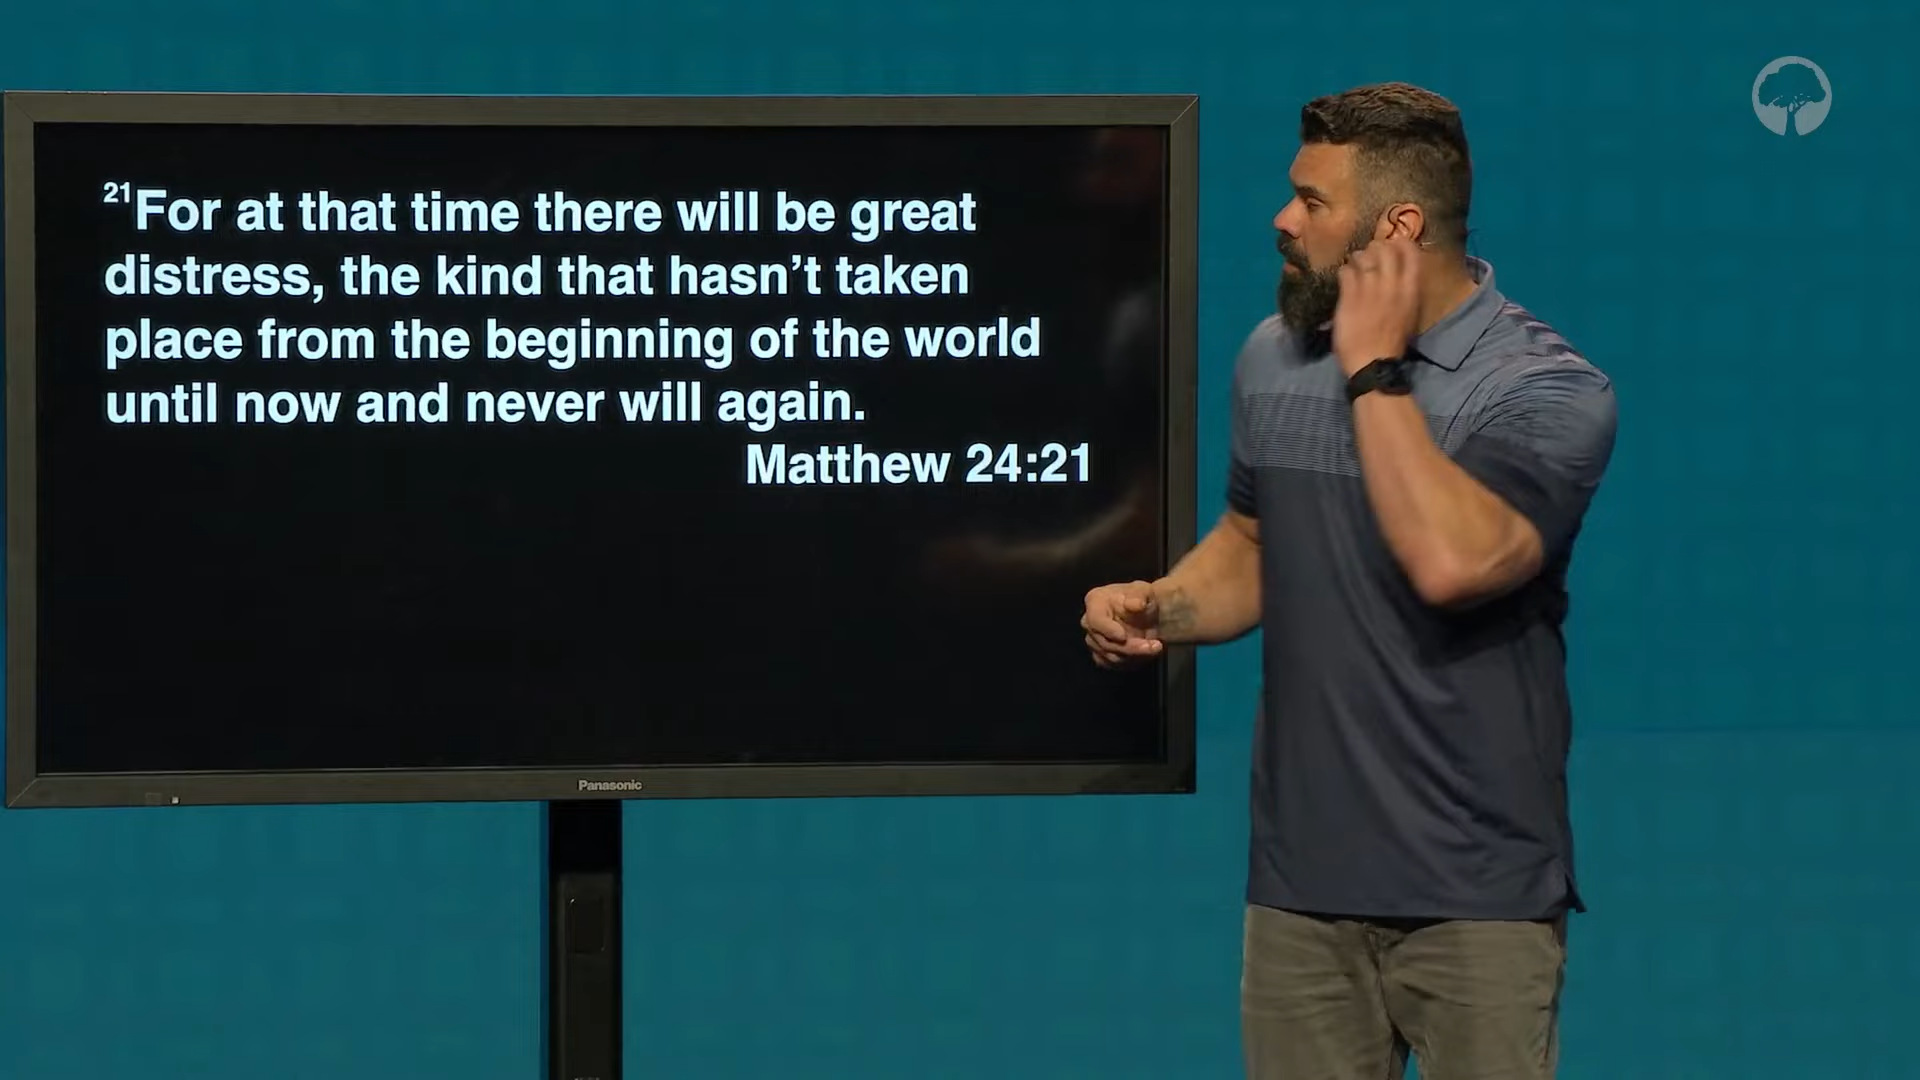 21For at that time there will be great
distress, the kind that hasn’t taken
place from the beginning of the world
until now and never will again.
Matthew 24:21
Panasonic